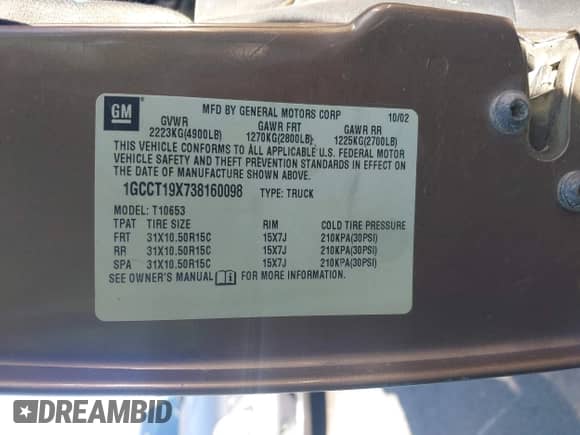 GM
MFD BY GENERAL MOTORS CORP 10/02
GVWR GAWR FRT GAWR RR
2223KG(4900LB) 1270KG(2800LB) 1225KG(2700LB)
THIS VEHICLE CONFORMS TO ALL APPLICABLE U.S. FEDERAL MOTOR
VEHICLE SAFETY AND THEFT PREVENTION STANDARDS IN EFFECT ON
THE DATE OF MANUFACTURE SHOWN ABOVE.
1GCCT19X738160098 TYPE: TRUCK
MODEL: T10653
TPAT TIRE SIZE RIM COLD TIRE PRESSURE
FRT 31X10.50R15C 15X7J 210KPA(30PSI)
RR 31X10.50R15C 15X7J 210KPA(30PSI)
SPA 31X10.50R15C 15X7J 210KPA(30PSI)
SEE OWNER'S MANUAL FOR MORE INFORMATION.
DREAMBID